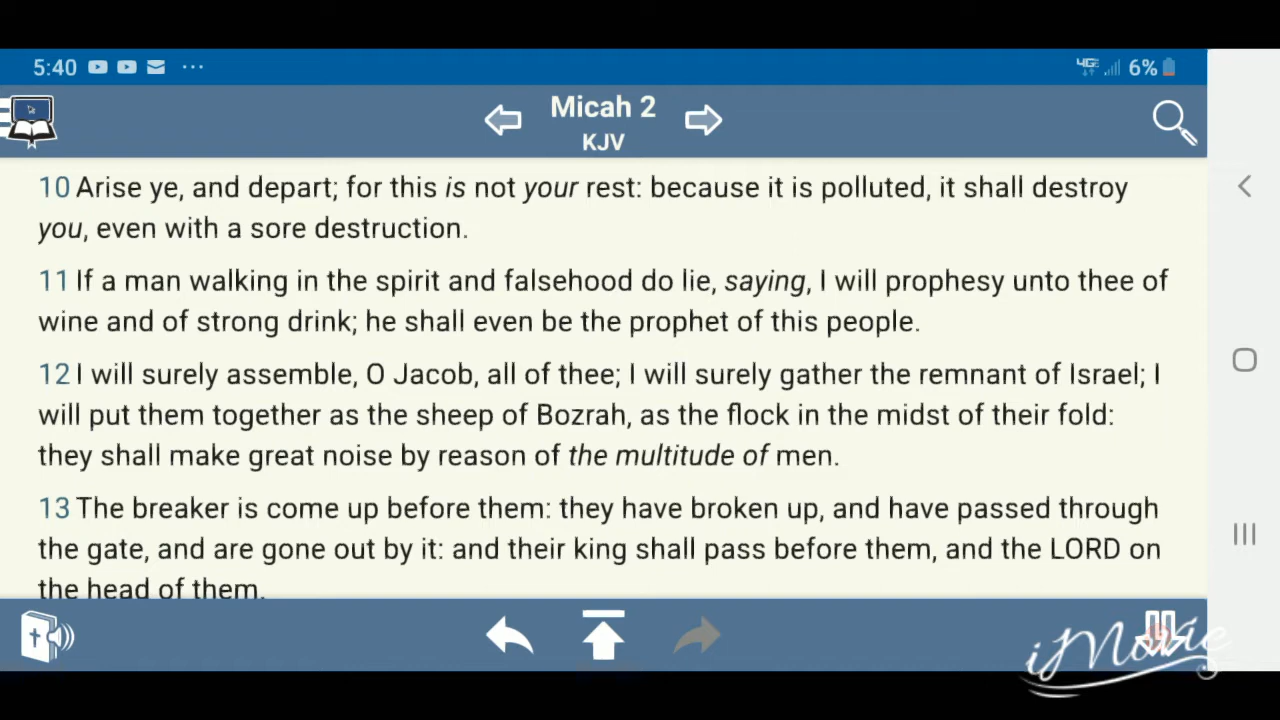 5:40 ... 4GE 6%
Micah 2
KJV
10 Arise ye, and depart; for this is not your rest: because it is polluted, it shall destroy
you, even with a sore destruction.
11 If a man walking in the spirit and falsehood do lie, saying, I will prophesy unto thee of
wine and of strong drink; he shall even be the prophet of this people.
12 I will surely assemble, O Jacob, all of thee; I will surely gather the remnant of Israel; I
will put them together as the sheep of Bozrah, as the flock in the midst of their fold:
they shall make great noise by reason of the multitude of men.
13 The breaker is come up before them: they have broken up, and have passed through
the gate, and are gone out by it: and their king shall pass before them, and the LORD on
the head of them.
iMovie